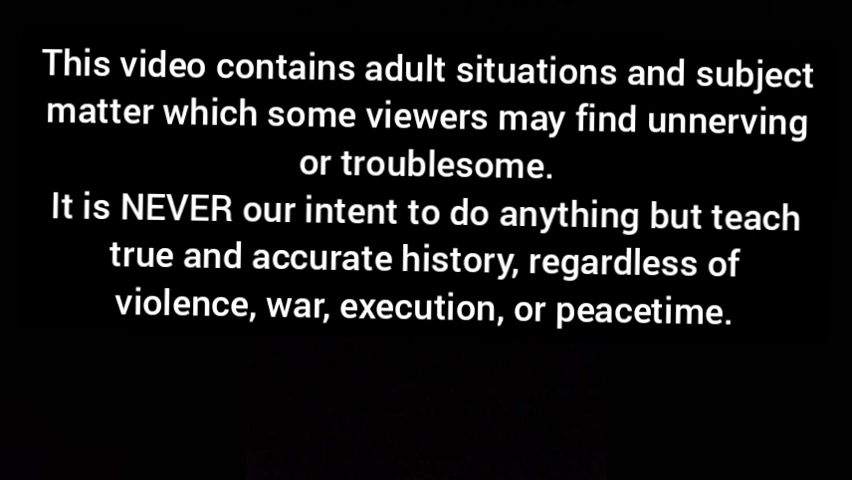 This video contains adult situations and subject
matter which some viewers may find unnerving
or troublesome.
It is NEVER our intent to do anything but teach
true and accurate history, regardless of
violence, war, execution, or peacetime.